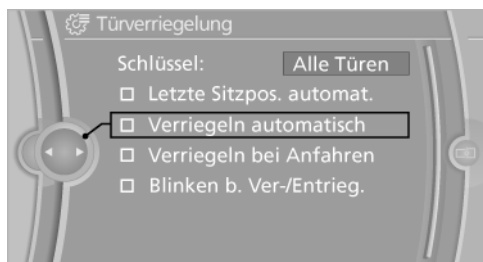 Türverriegelung
Schlüssel: Alle Türen
Letzte Sitzpos. automat.
Verriegeln automatisch
Verriegeln bei Anfahren
Blinken b. Ver-/Entrieg.